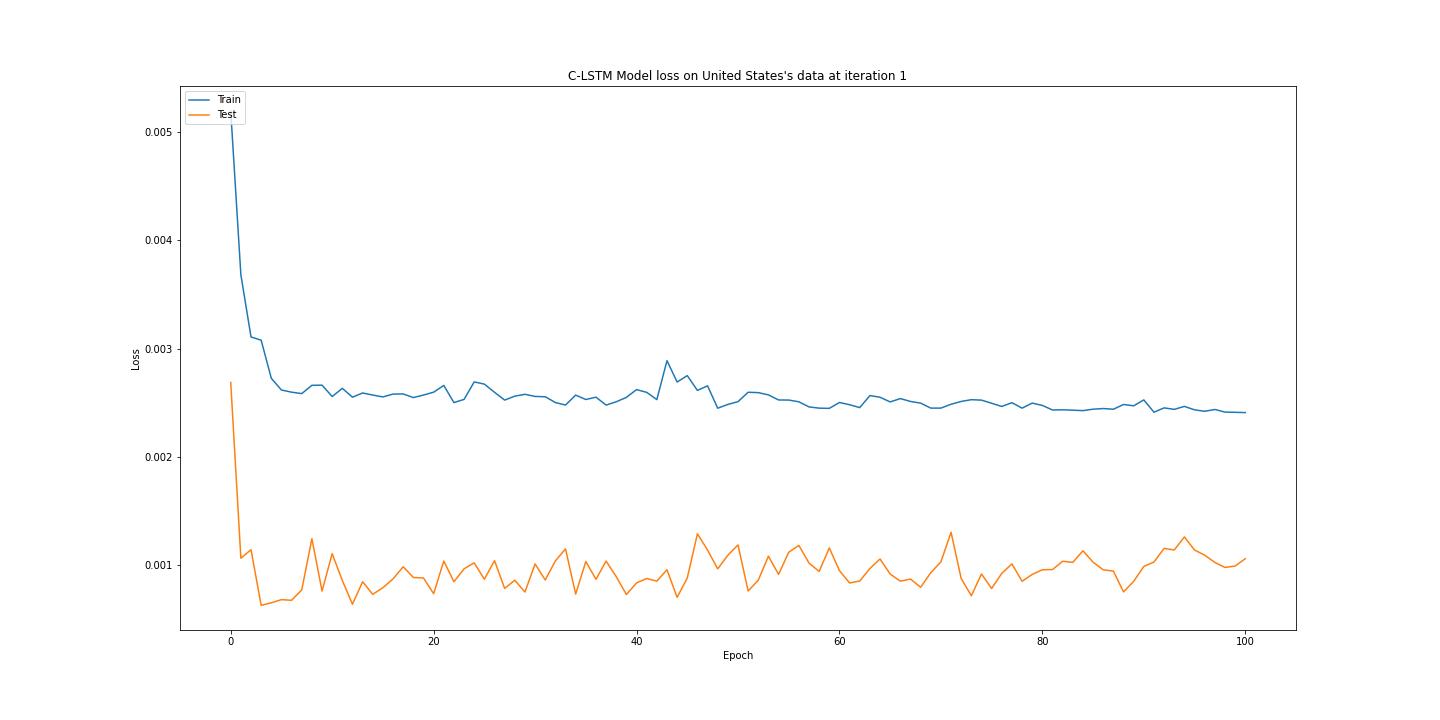 C-LSTM Model loss on United States's data at iteration 1
Train
Test
0.005
0.004
0.003
0.002
0.001
Loss
0 20 40 60 80 100
Epoch